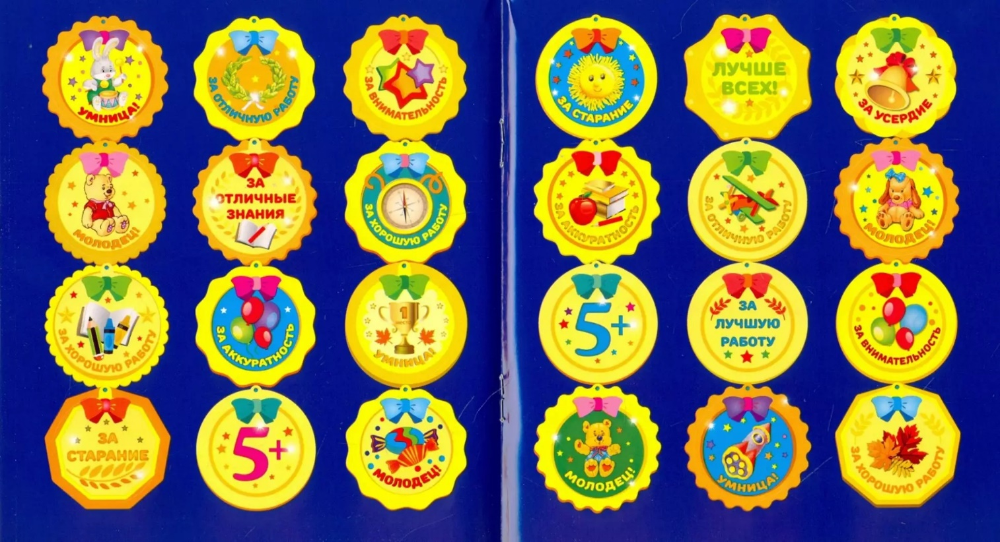 УМНИЦА!
ЗА ОТЛИЧНУЮ РАБОТУ
ЗА ВНИМАТЕЛЬНОСТЬ
МОЛОДЕЦ!
ЗА
ОТЛИЧНЫЕ
ЗНАНИЯ
ЗА ХОРОШУЮ РАБОТУ
ЗА ХОРОШУЮ РАБОТУ
ЗА АККУРАТНОСТЬ
1
МЕСТО
УМНИЦА!
ЗА
СТАРАНИЕ
5+
МОЛОДЕЦ!
ЗА СТАРАНИЕ
ЛУЧШЕ
ВСЕХ!
ЗА УСЕРДИЕ
ЗА АККУРАТНОСТЬ
ЗА ОТЛИЧНУЮ РАБОТУ
МОЛОДЕЦ!
5+
ЗА
ЛУЧШУЮ
РАБОТУ
ЗА ВНИМАТЕЛЬНОСТЬ
МОЛОДЕЦ!
УМНИЦА!
ЗА ХОРОШУЮ РАБОТУ